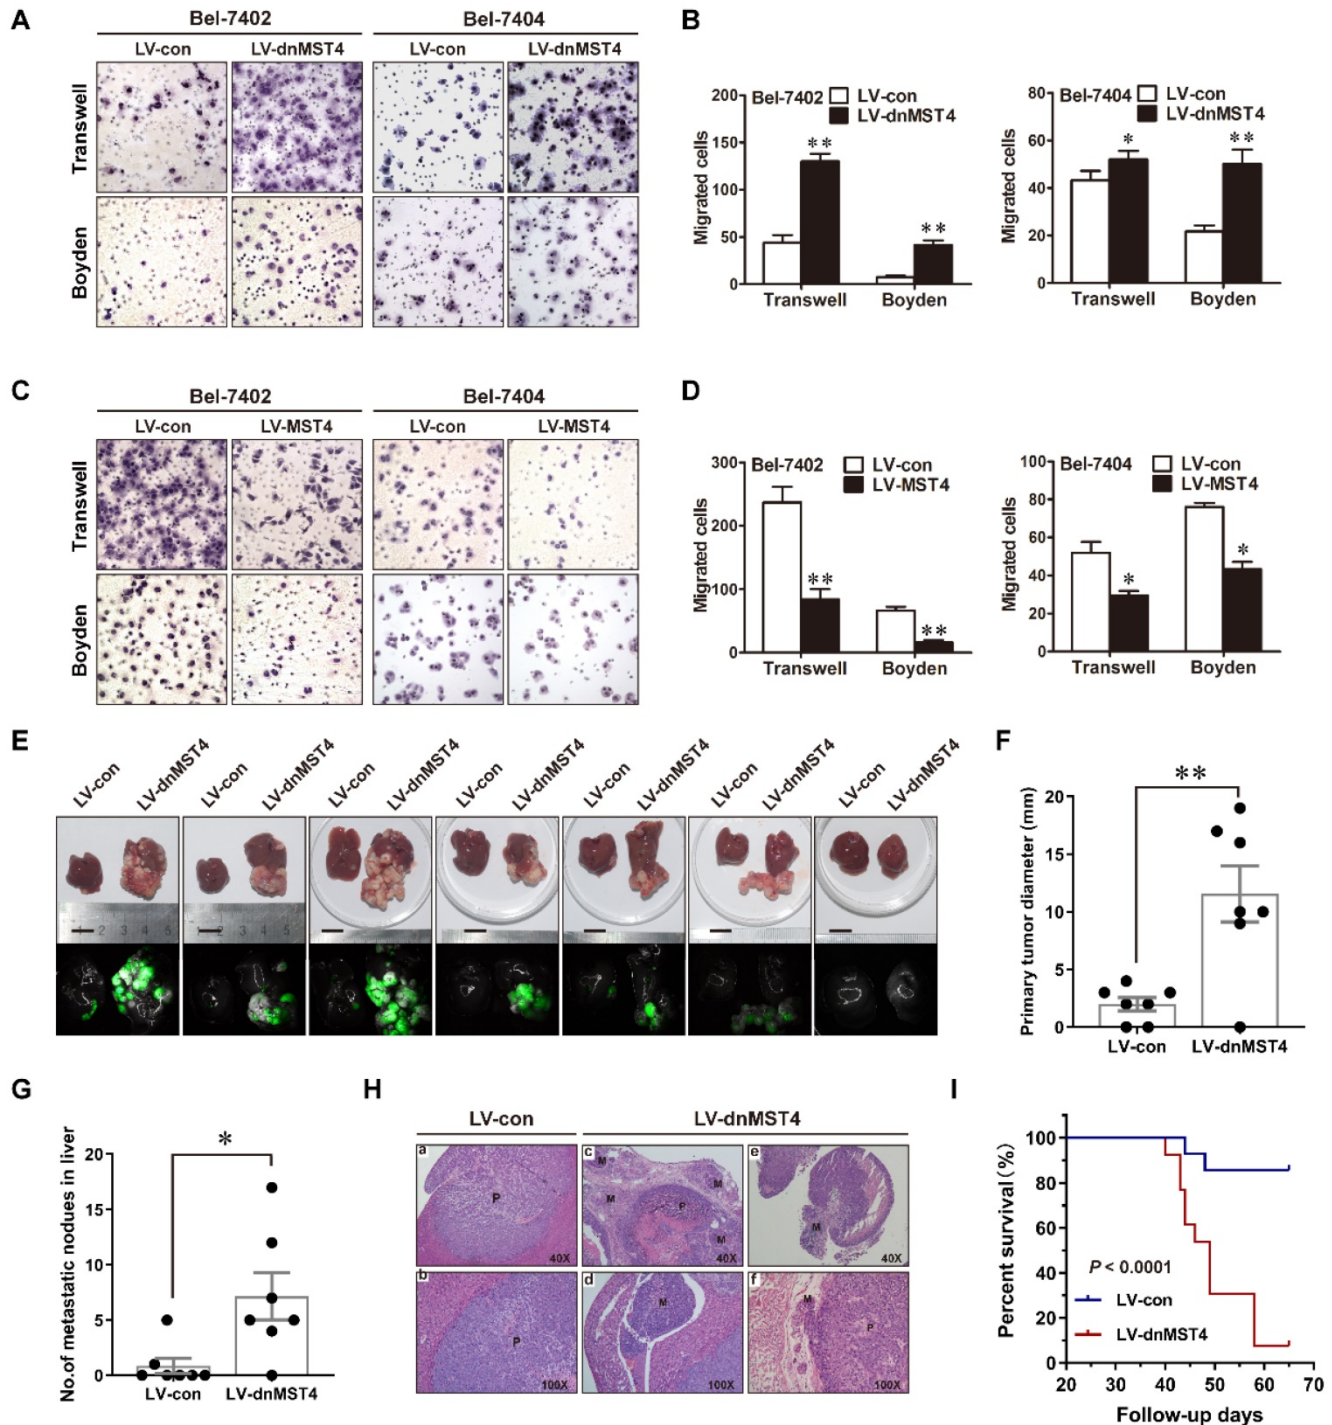 A
Bel-7402
Bel-7404
LV-con
LV-dnMST4
LV-con
LV-dnMST4
Transwell
Boyden
B
Bel-7402
LV-con
LV-dnMST4
Migrated cells
200
150
100
50
0
**
**
Transwell
Boyden
Bel-7404
LV-con
LV-dnMST4
Migrated cells
80
60
40
20
0
*
**
Transwell
Boyden
C
Bel-7402
Bel-7404
LV-con
LV-MST4
LV-con
LV-MST4
Transwell
Boyden
D
Bel-7402
LV-con
LV-MST4
Migrated cells
300
200
100
0
**
**
Transwell
Boyden
Bel-7404
LV-con
LV-MST4
Migrated cells
100
80
60
40
20
0
*
*
Transwell
Boyden
E
LV-con
LV-dnMST4
LV-con
LV-dnMST4
LV-con
LV-dnMST4
LV-con
LV-dnMST4
LV-con
LV-dnMST4
LV-con
LV-dnMST4
LV-con
LV-dnMST4
F
**
Primary tumor diameter (mm)
20
15
10
5
0
LV-con
LV-dnMST4
G
*
No.of metastatic nodues in liver
20
15
10
5
0
LV-con
LV-dnMST4
H
LV-con
LV-dnMST4
a
P
40X
c
M
M
M
P
M
40X
e
M
40X
b
P
100X
d
M
100X
f
M
P
100X
I
Percent survival (%)
100
80
60
40
20
0
P < 0.0001
LV-con
LV-dnMST4
20
30
40
50
60
70
Follow-up days